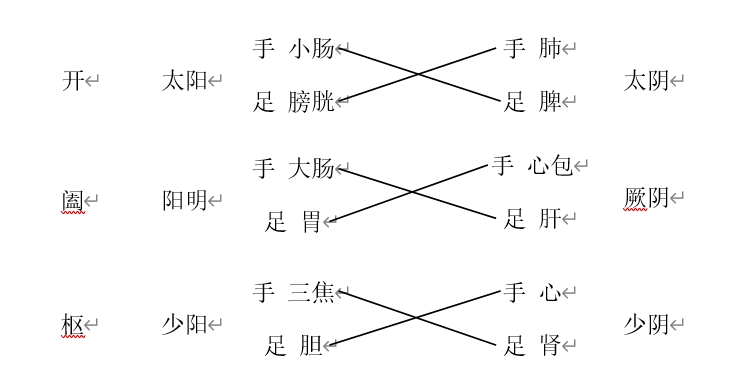 手 小肠 手 肺
开 太阳 太阴
足 膀胱 足 脾
手 大肠 手 心包
阖 阳明 厥阴
足 胃 足 肝
手 三焦 手 心
枢 少阳 少阴
足 胆 足 肾